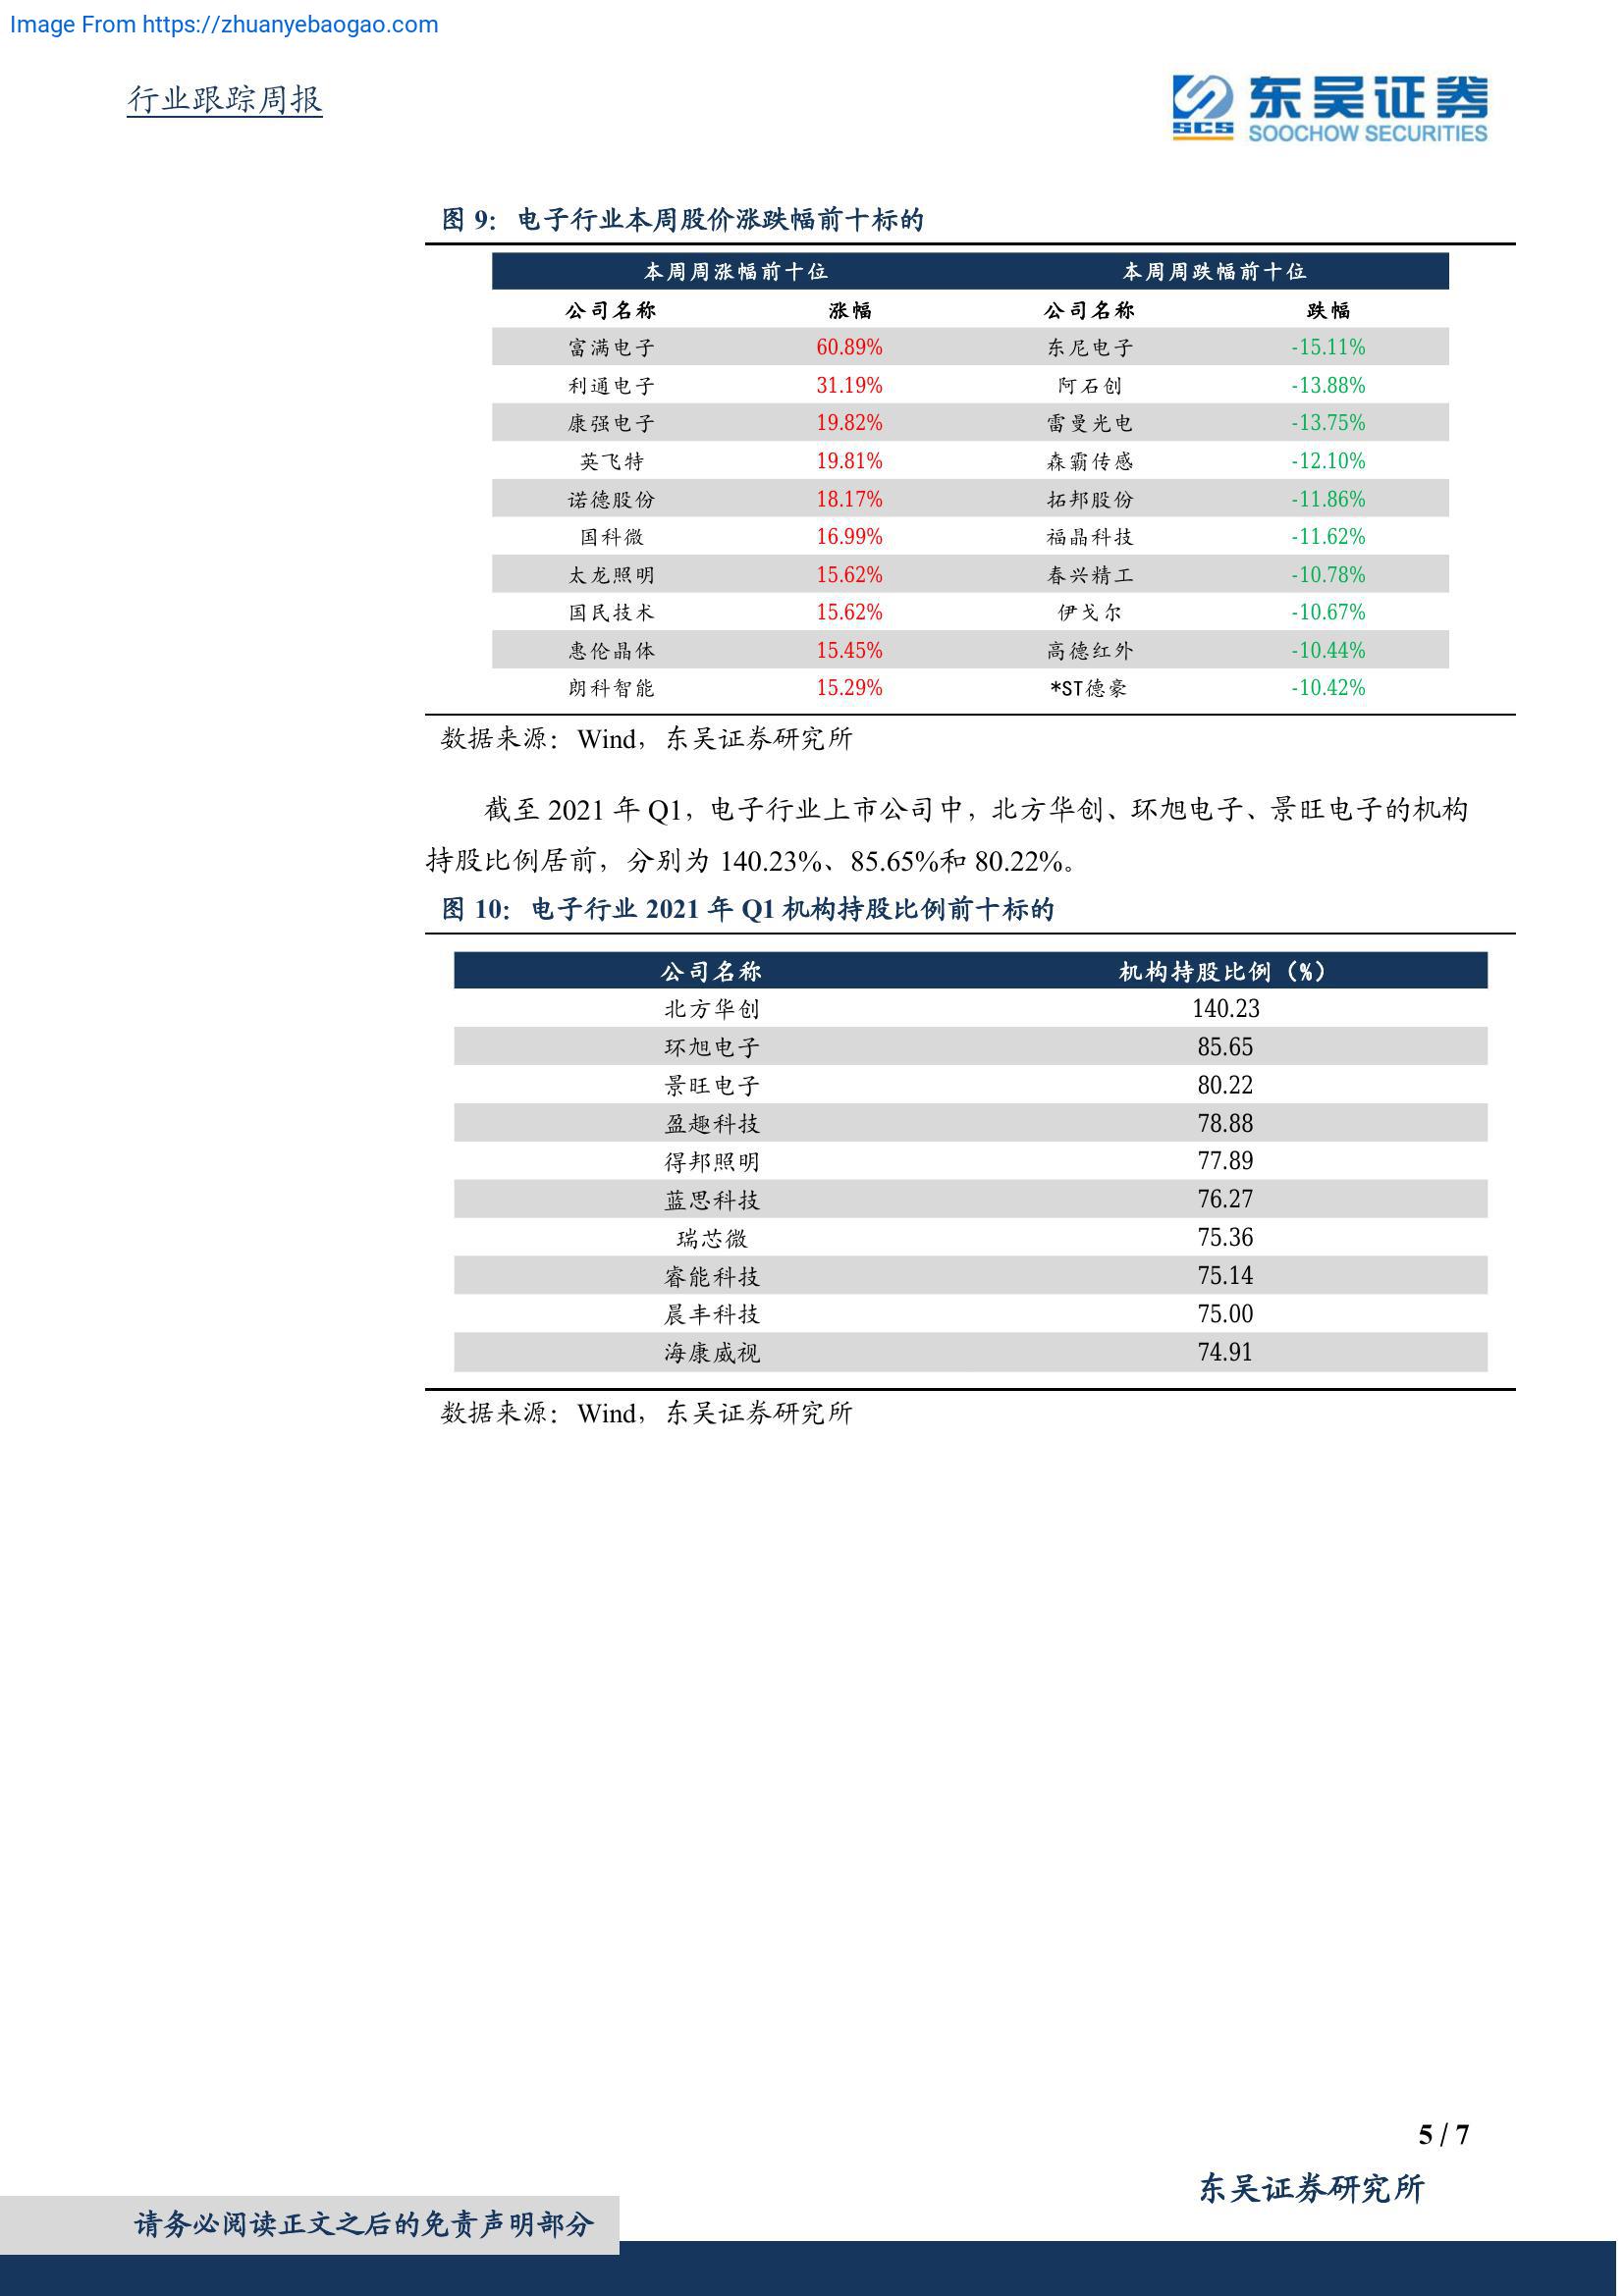 Image From https://zhuanyebaogao.com
行业跟踪周报
东吴证券
SCS SOOCHOW SECURITIES
图 9: 电子行业本周股价涨跌幅前十标的
本周周涨幅前十位 本周周跌幅前十位
公司名称 涨幅 公司名称 跌幅
富满电子 60.89% 东尼电子 -15.11%
利通电子 31.19% 阿石创 -13.88%
康强电子 19.82% 雷曼光电 -13.75%
英飞特 19.81% 森霸传感 -12.10%
诺德股份 18.17% 拓邦股份 -11.86%
国科微 16.99% 福晶科技 -11.62%
太龙照明 15.62% 春兴精工 -10.78%
国民技术 15.62% 伊戈尔 -10.67%
惠伦晶体 15.45% 高德红外 -10.44%
朗科智能 15.29% *ST德豪 -10.42%
数据来源：Wind，东吴证券研究所
截至 2021 年 Q1，电子行业上市公司中，北方华创、环旭电子、景旺电子的机构
持股比例居前，分别为 140.23%、85.65%和 80.22%。
图 10: 电子行业 2021 年 Q1 机构持股比例前十标的
公司名称 机构持股比例（%）
北方华创 140.23
环旭电子 85.65
景旺电子 80.22
盈趣科技 78.88
得邦照明 77.89
蓝思科技 76.27
瑞芯微 75.36
睿能科技 75.14
晨丰科技 75.00
海康威视 74.91
数据来源：Wind，东吴证券研究所
5 / 7
东吴证券研究所
请务必阅读正文之后的免责声明部分